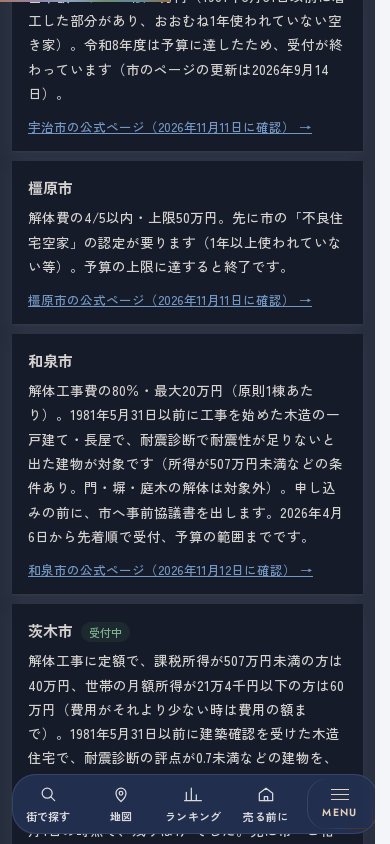 工した部分があり、おおむね1年使われていない空
き家）。令和8年度は予算に達したため、受付が終
わっています（市のページの更新は2026年9月14
日）。
宇治市の公式ページ（2026年11月11日に確認） →
橿原市
解体費の4/5以内・上限50万円。先に市の「不良住
宅空家」の認定が要ります（1年以上使われていな
い等）。予算の上限に達すると終了です。
橿原市の公式ページ（2026年11月11日に確認） →
和泉市
解体工事費の80%・最大20万円（原則1棟あた
り）。1981年5月31日以前に工事を始めた木造の一
戸建て・長屋で、耐震診断で耐震性が足りないと
出た建物が対象です（所得が507万円未満などの条
件あり。門・塀・庭木の解体は対象外）。申し込
みの前に、市へ事前協議書を出します。2026年4月
6日から先着順で受付、予算の範囲までです。
和泉市の公式ページ（2026年11月12日に確認） →
茨木市 受付中
解体工事に定額で、課税所得が507万円未満の方は
40万円、世帯の月額所得が21万4千円以下の方は60
万円（費用がそれより少ない時は費用の額ま
で）。1981年5月31日以前に建築確認を受けた木造
住宅で、耐震診断の評点が0.7未満などの建物を、
街で探す 地図 ランキング 売る前に MENU